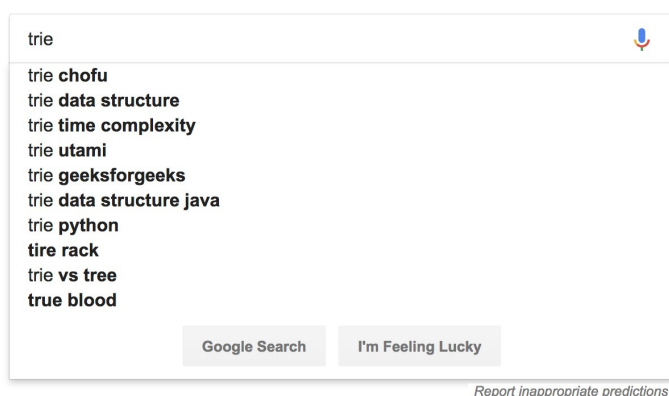 trie
trie chofu
trie data structure
trie time complexity
trie utami
trie geeksforgeeks
trie data structure java
trie python
tire rack
trie vs tree
true blood
Google Search I'm Feeling Lucky
Report inappropriate predictions